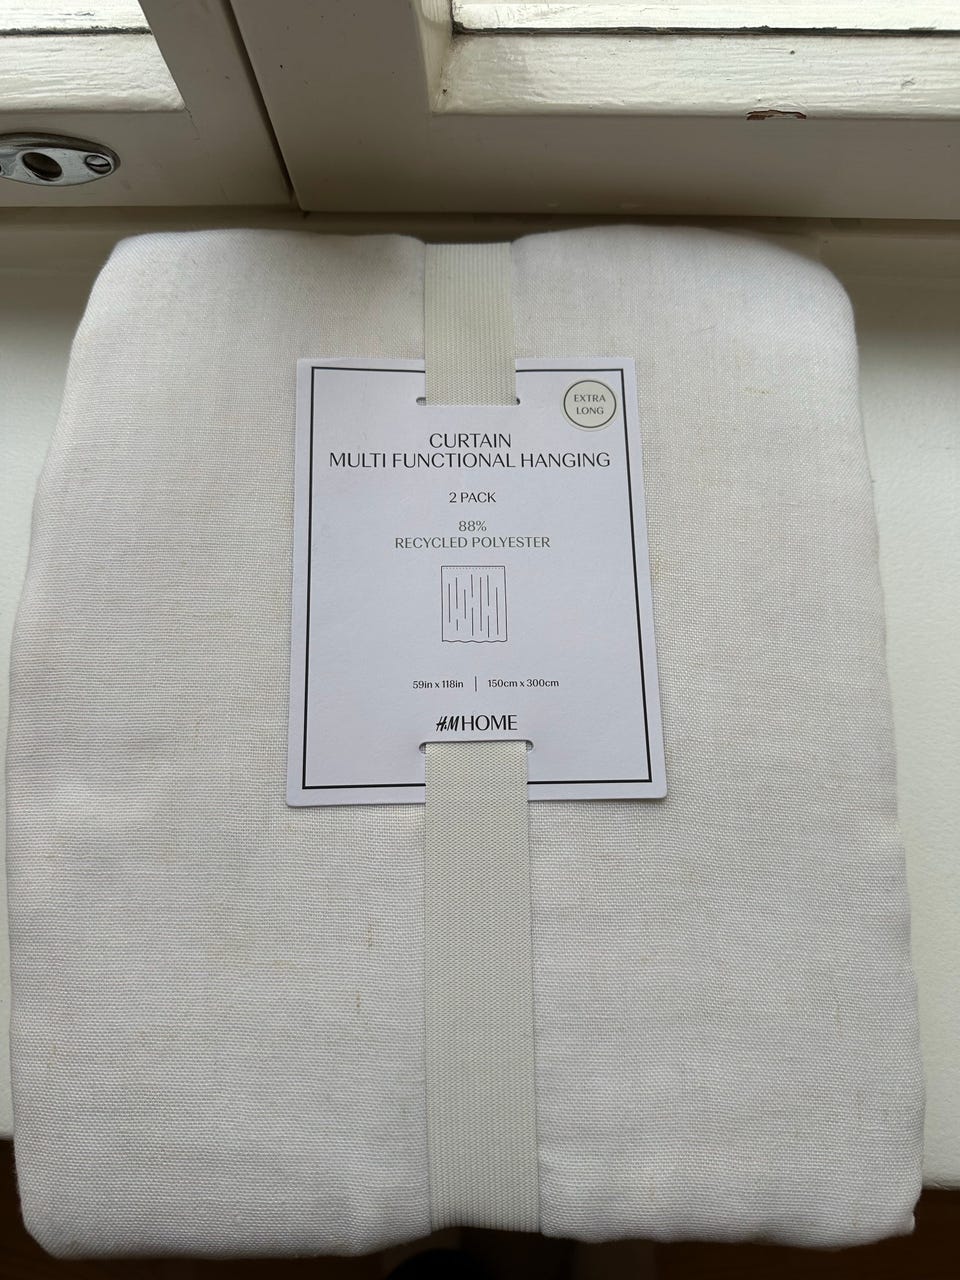 EXTRA
LONG
CURTAIN
MULTI FUNCTIONAL HANGING
2 PACK
88%
RECYCLED POLYESTER
59in x 118in | 150cm x 300cm
H&M HOME